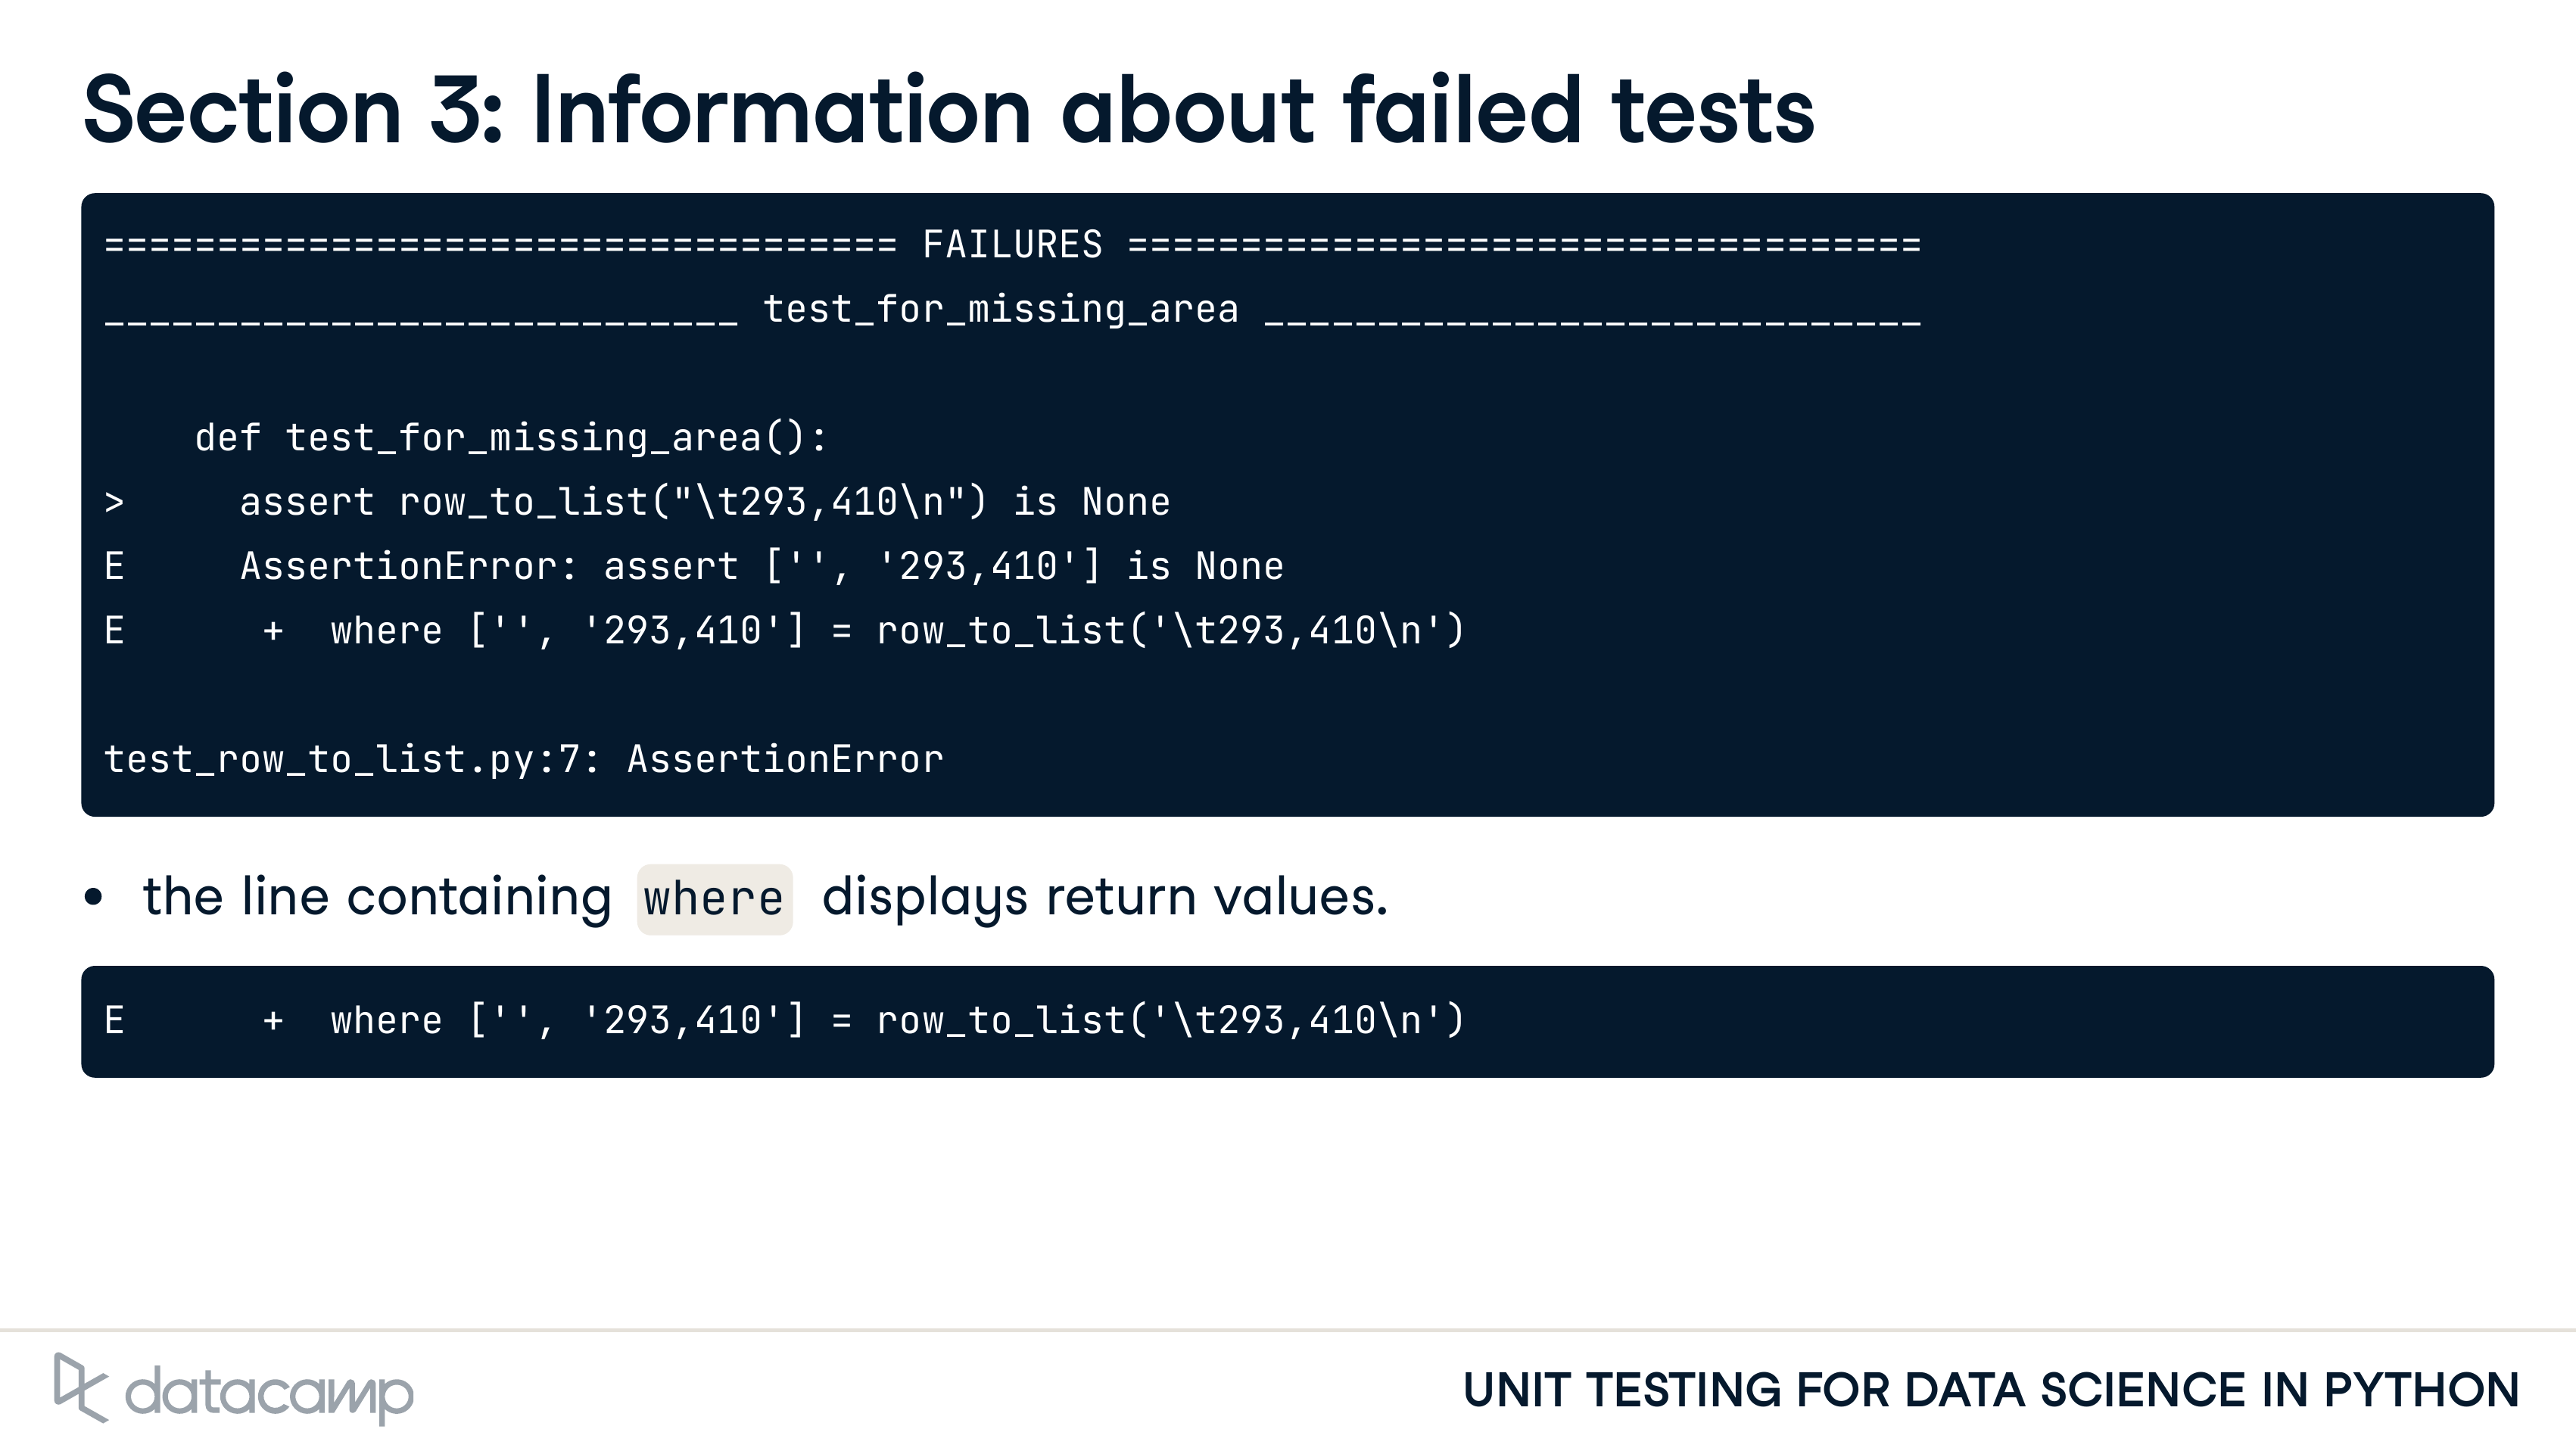 Section 3: Information about failed tests
=================================== FAILURES ===================================
____________________________ test_for_missing_area _____________________________
    def test_for_missing_area():
>     assert row_to_list("\t293,410\n") is None
E     AssertionError: assert ['', '293,410'] is None
E      +  where ['', '293,410'] = row_to_list('\t293,410\n')
test_row_to_list.py:7: AssertionError
• the line containing where displays return values.
E      +  where ['', '293,410'] = row_to_list('\t293,410\n')
datacamp
UNIT TESTING FOR DATA SCIENCE IN PYTHON